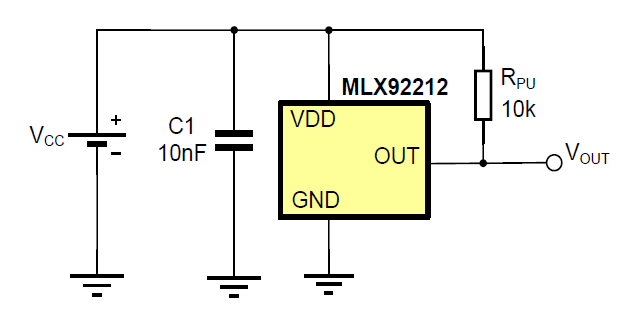 MLX92212
VCC
+
–
C1
10nF
VDD
OUT
GND
RPU
10k
VOUT